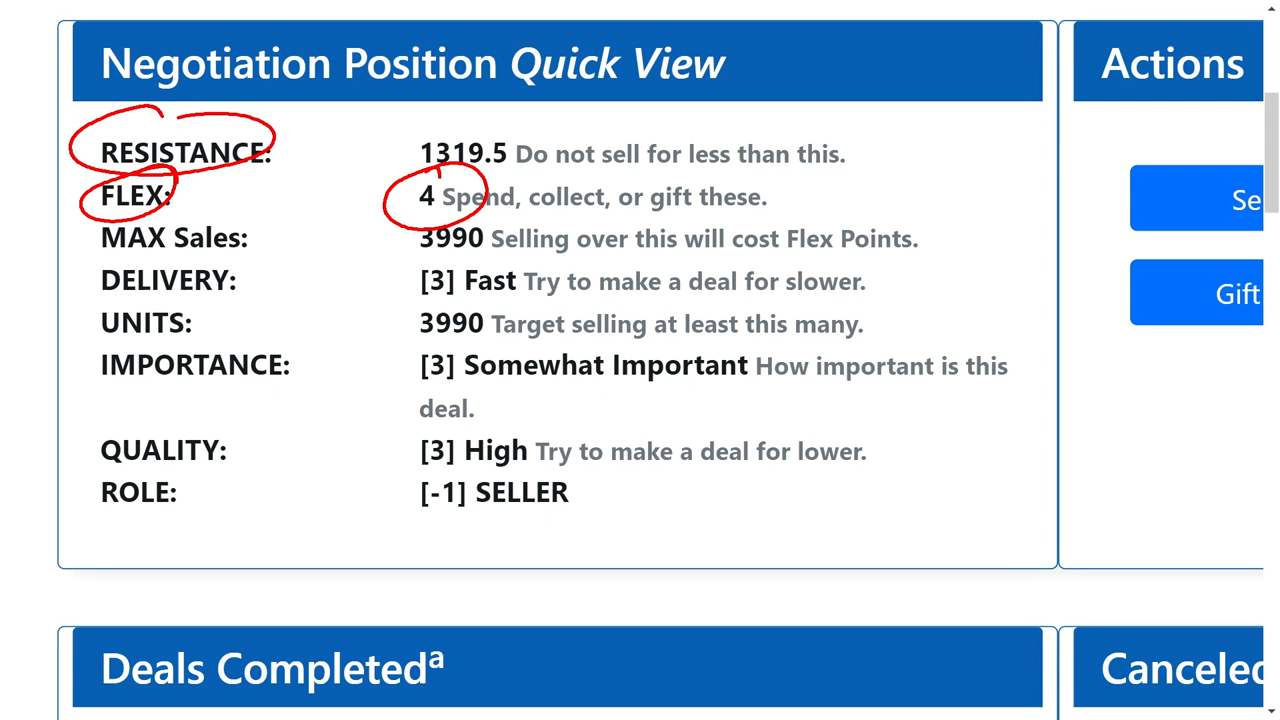 Negotiation Position Quick View
Actions
RESISTANCE: 1319.5 Do not sell for less than this.
FLEX: 4 Spend, collect, or gift these.
MAX Sales: 3990 Selling over this will cost Flex Points.
DELIVERY: [3] Fast Try to make a deal for slower.
UNITS: 3990 Target selling at least this many.
IMPORTANCE: [3] Somewhat Important How important is this
deal.
QUALITY: [3] High Try to make a deal for lower.
ROLE: [-1] SELLER
Se
Gift
Deals Completedª
Canceled